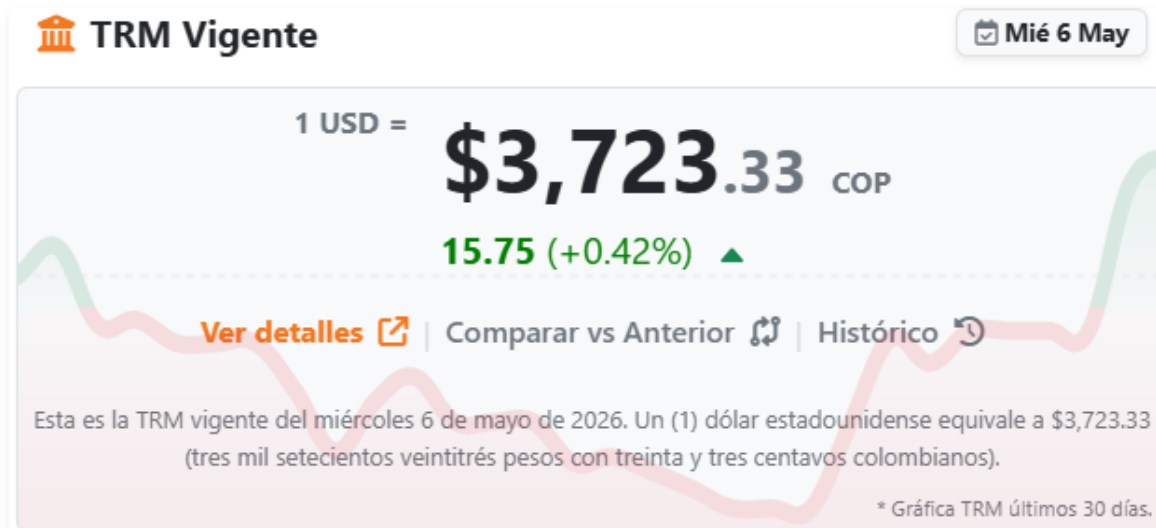 TRM Vigente
Mié 6 May
1 USD = $3,723.33 COP
15.75 (+0.42%)
Ver detalles | Comparar vs Anterior | Histórico
Esta es la TRM vigente del miércoles 6 de mayo de 2026. Un (1) dólar estadounidense equivale a $3,723.33
(tres mil setecientos veintitrés pesos con treinta y tres centavos colombianos).
* Gráfica TRM últimos 30 días.